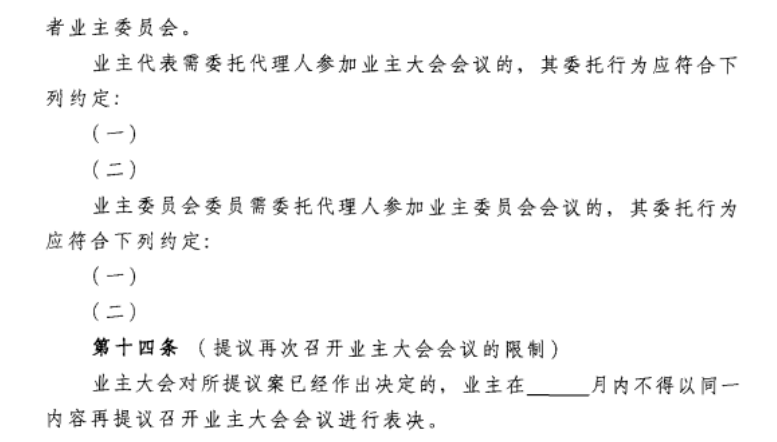 者业主委员会。
业主代表需委托代理人参加业主大会会议的，其委托行为应符合下
列约定：
（一）
（二）
业主委员会委员需委托代理人参加业主委员会会议的，其委托行为
应符合下列约定：
（一）
（二）
第十四条 （提议再次召开业主大会会议的限制）
业主大会对所提议案已经作出决定的，业主在______月内不得以同一
内容再提议召开业主大会会议进行表决。